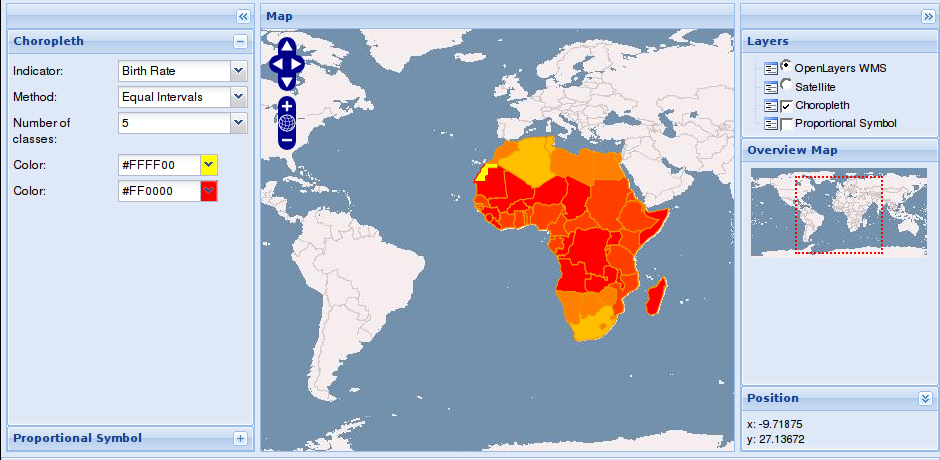 Choropleth
Indicator: Birth Rate
Method: Equal Intervals
Number of classes: 5
Color: #FFFF00
Color: #FF0000
Proportional Symbol
Map
Layers
OpenLayers WMS
Satellite
Choropleth
Proportional Symbol
Overview Map
Position
x: -9.71875
y: 27.13672